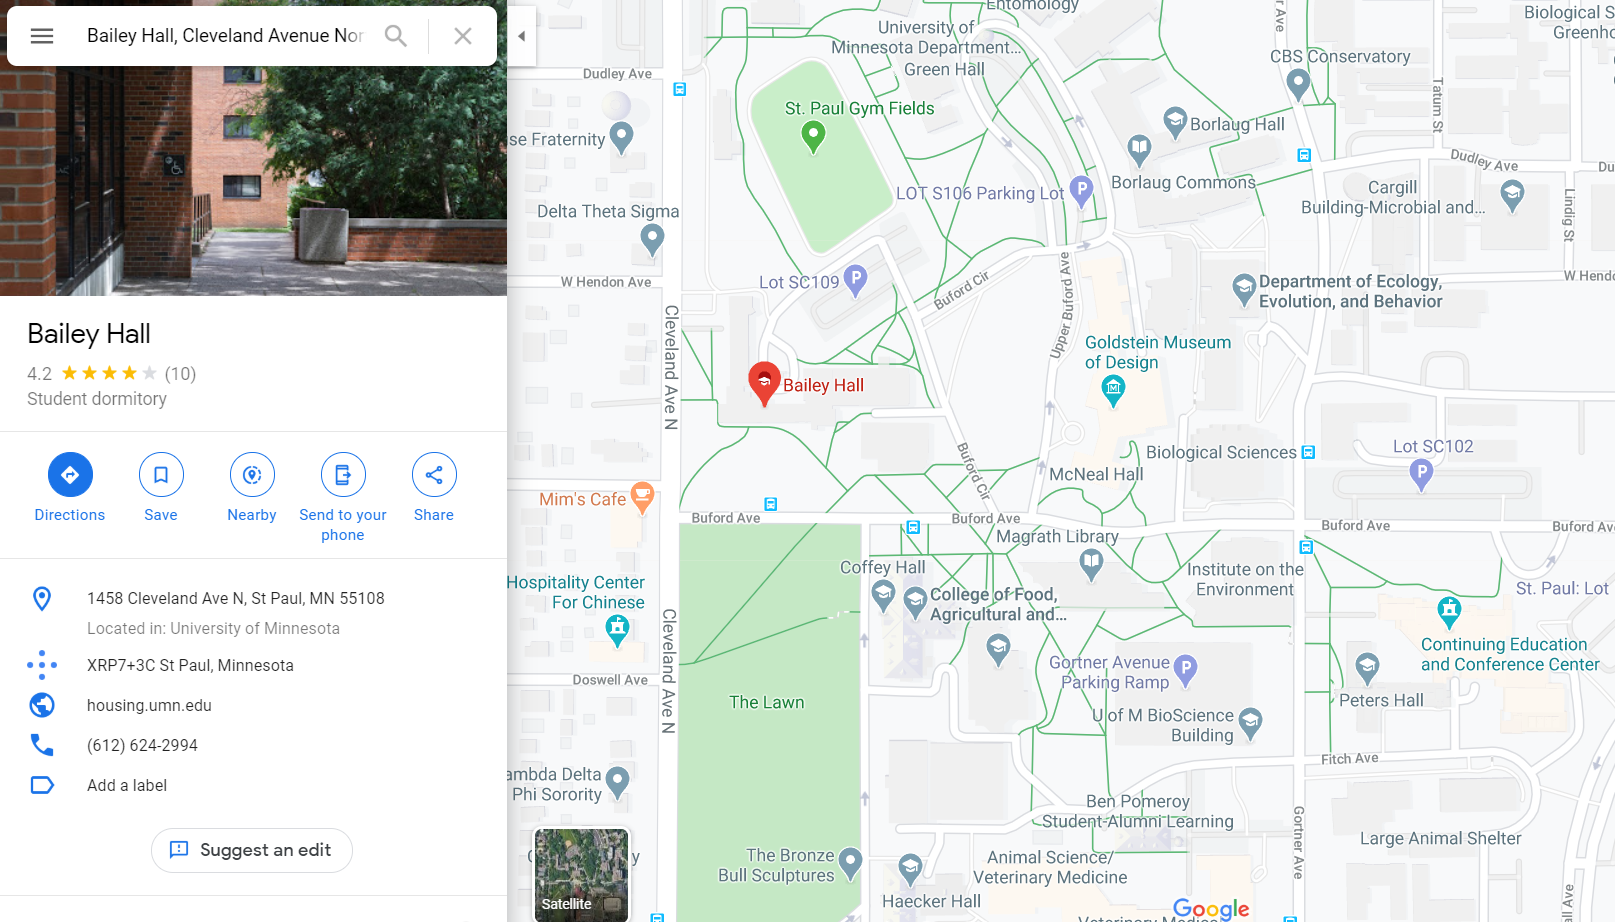 Bailey Hall, Cleveland Avenue Nor
Bailey Hall
4.2
(10)
Student dormitory
Directions
Save
Nearby
Send to your
phone
Share
1458 Cleveland Ave N, St Paul, MN 55108
Located in: University of Minnesota
XRP7+3C St Paul, Minnesota
housing.umn.edu
(612) 624-2994
Add a label
Suggest an edit
Entomology
University of
Minnesota Department...
Green Hall
Biological S
Greenho
CBS Conservatory
Dudley Ave
Tatum St
St. Paul Gym Fields
se Fraternity
Borlaug Hall
Borlaug Commons
Dudley Ave
Du
LOT S106 Parking Lot
P
Cargill
Building-Microbial and...
Lindig St
Delta Theta Sigma
W Hendon Ave
Lot SC109
P
Buford Cir
Upper Buford Ave
Department of Ecology,
Evolution, and Behavior
W Hend
Cleveland Ave N
Goldstein Museum
of Design
Bailey Hall
Buford Cir
Biological Sciences
McNeal Hall
Lot SC102
P
Mim's Cafe
Buford Ave
Buford Ave
Buford Ave
Buford Av
Magrath Library
Coffey Hall
Institute on the
Environment
Hospitality Center
For Chinese
College of Food,
Agricultural and...
St. Paul: Lot
Cleveland Ave N
Continuing Education
and Conference Center
Gortner Avenue
Parking Ramp
P
Doswell Ave
The Lawn
Peters Hall
U of M BioScience
Building
Fitch Ave
ambda Delta
Phi Sorority
Ben Pomeroy
Student-Alumni Learning
Gortner Ave
Large Animal Shelter
The Bronze
Bull Sculptures
Animal Science/
Veterinary Medicine
Haecker Hall
Satellite
Google